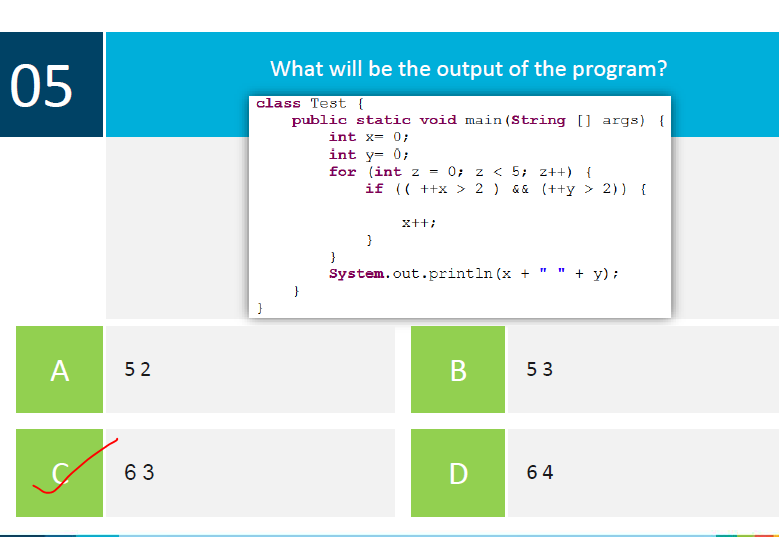 05
What will be the output of the program?
class Test {
public static void main(String [] args) {
int x= 0;
int y= 0;
for (int z = 0; z < 5; z++) {
if (( ++x > 2 ) && (++y > 2)) {
x++;
}
}
System.out.println(x + " " + y);
}
}
A
5 2
B
5 3
C
6 3
D
6 4